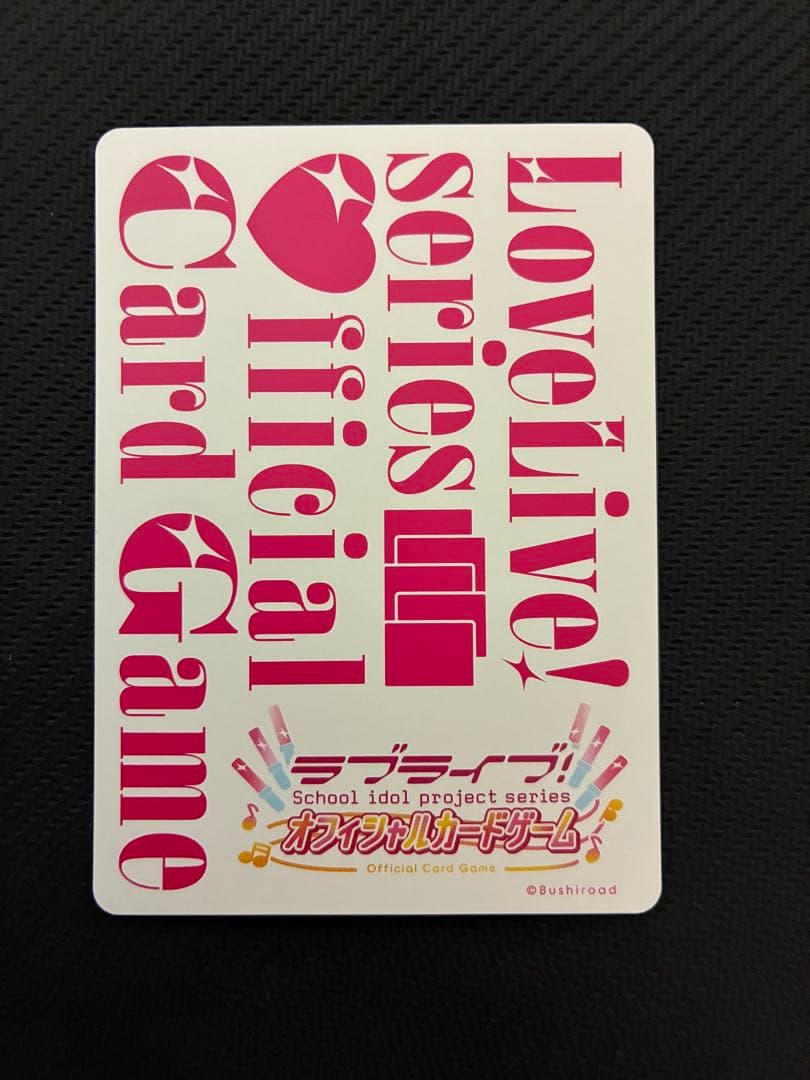 LoveLive!
series
Official
Card Game
ラブライブ!
School idol project series
オフィシャルカードゲーム
Official Card Game
©Bushiroad